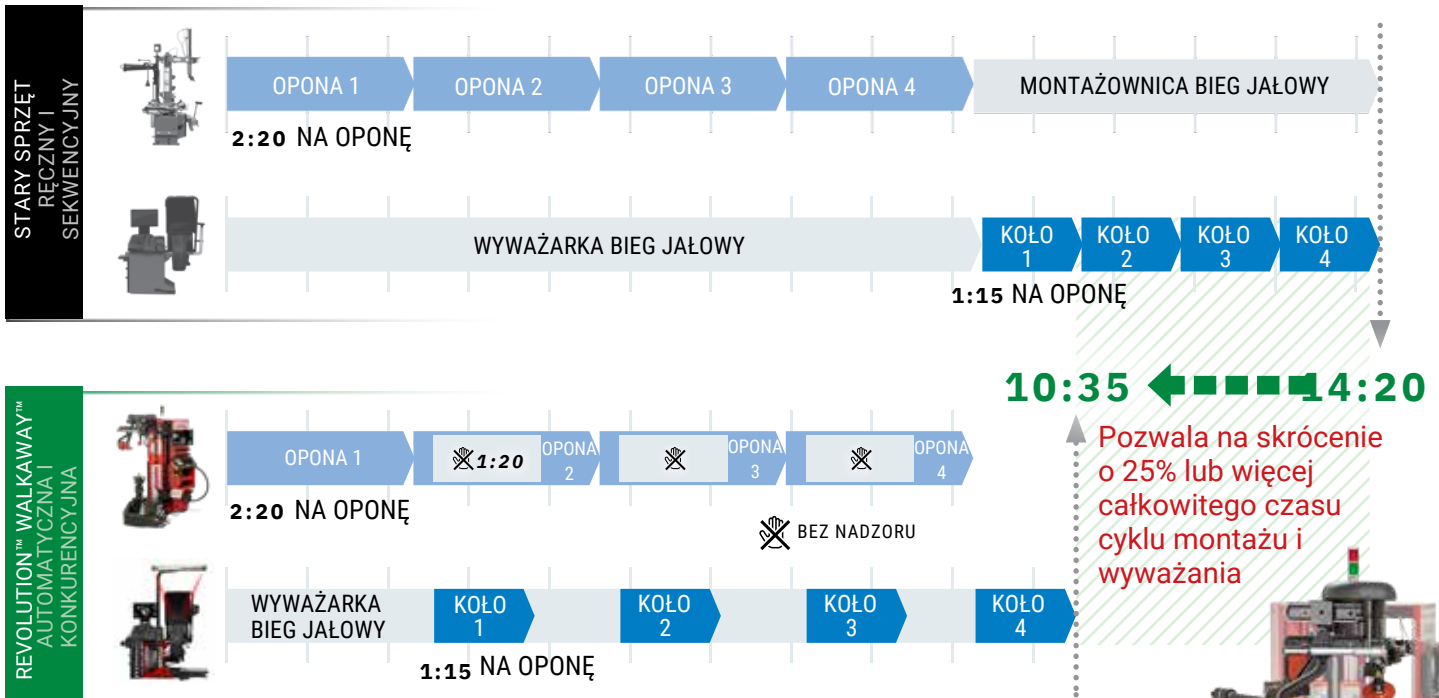 STARY SPRZĘT
RĘCZNY I
SEKWENCYJNY
OPONA 1
OPONA 2
OPONA 3
OPONA 4
MONTAŻOWNICA BIEG JAŁOWY
2:20 NA OPONĘ
WYWAŻARKA BIEG JAŁOWY
KOŁO
1
KOŁO
2
KOŁO
3
KOŁO
4
1:15 NA OPONĘ
10:35
14:20
Pozwala na skrócenie
o 25% lub więcej
całkowitego czasu
cyklu montażu i
wyważania
REVOLUTION™ WALKAWAY™
AUTOMATYCZNA I
KONKURENCYJNA
OPONA 1
1:20
OPONA
2
OPONA
3
OPONA
4
2:20 NA OPONĘ
BEZ NADZORU
WYWAŻARKA
BIEG JAŁOWY
KOŁO
1
KOŁO
2
KOŁO
3
KOŁO
4
1:15 NA OPONĘ